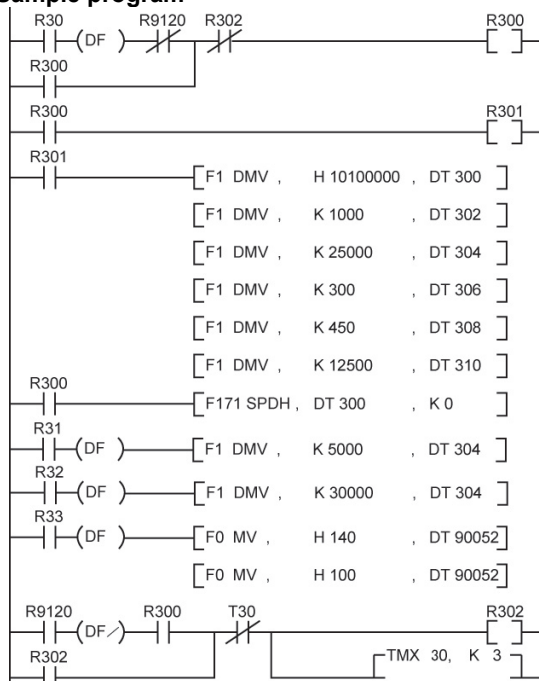 Sample program
R30 R9120 R302 R300
(DF )
R300
R300 R301
R301
F1 DMV , H 10100000 , DT 300
F1 DMV , K 1000 , DT 302
F1 DMV , K 25000 , DT 304
F1 DMV , K 300 , DT 306
F1 DMV , K 450 , DT 308
F1 DMV , K 12500 , DT 310
R300
F171 SPDH , DT 300 , K 0
R31
(DF ) F1 DMV , K 5000 , DT 304
R32
(DF ) F1 DMV , K 30000 , DT 304
R33
(DF ) F0 MV , H 140 , DT 90052
F0 MV , H 100 , DT 90052
R9120 R300 T30 R302
(DF/)
R302
TMX 30, K 3